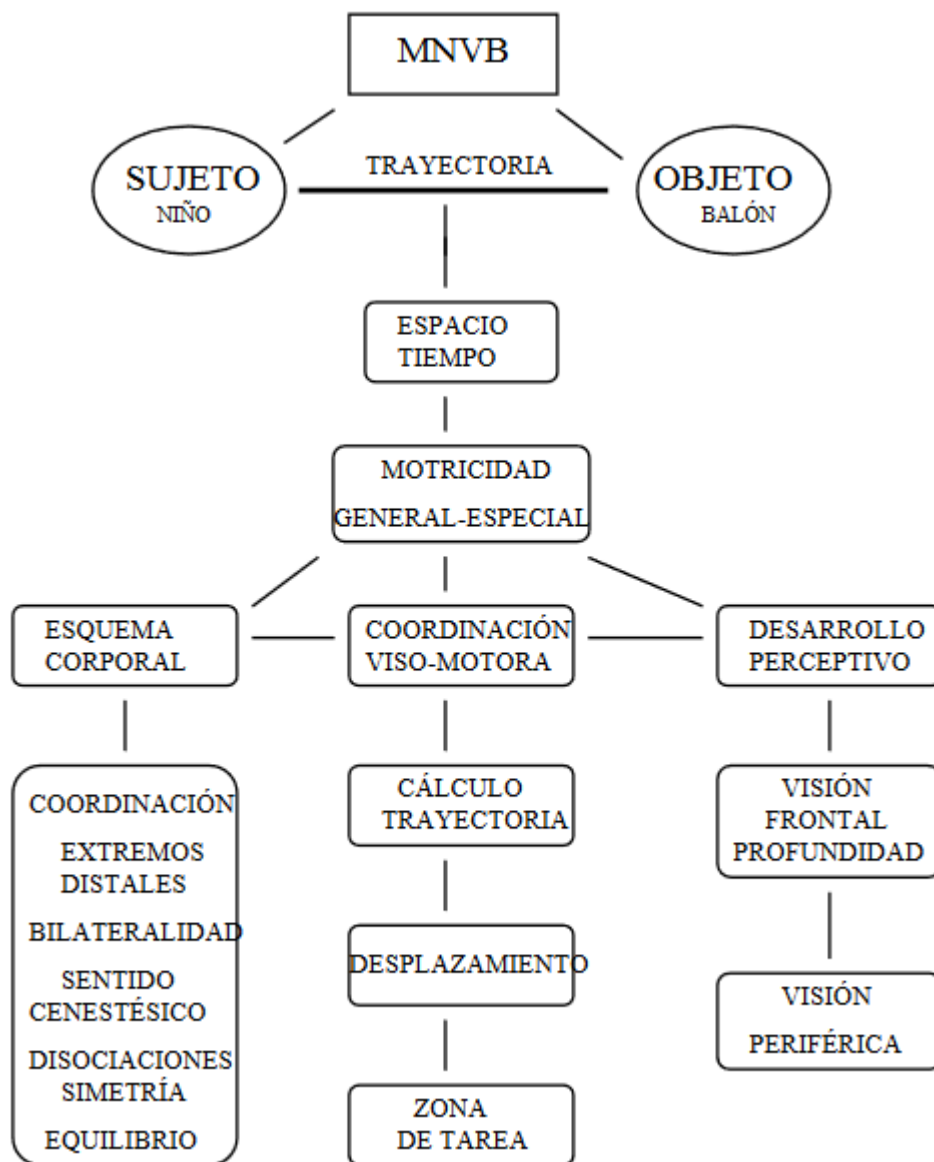 MNVB
SUJETO
NIÑO
TRAYECTORIA
OBJETO
BALÓN
ESPACIO
TIEMPO
MOTRICIDAD
GENERAL-ESPECIAL
ESQUEMA
CORPORAL
COORDINACIÓN
VISO-MOTORA
DESARROLLO
PERCEPTIVO
COORDINACIÓN
EXTREMOS
DISTALES
BILATERALIDAD
SENTIDO
CENESTÉSICO
DISOCIACIONES
SIMETRÍA
EQUILIBRIO
CÁLCULO
TRAYECTORIA
DESPLAZAMIENTO
ZONA
DE TAREA
VISIÓN
FRONTAL
PROFUNDIDAD
VISIÓN
PERIFÉRICA